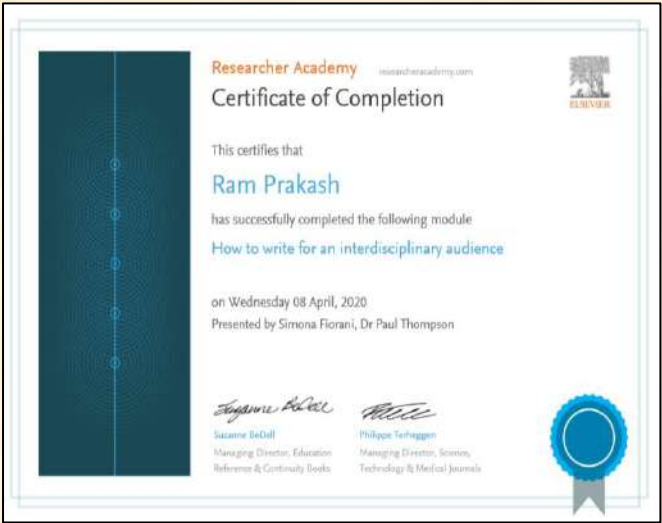 Researcher Academy researcheracademy.com
Certificate of Completion
ELSEVIER
This certifies that
Ram Prakash
has successfully completed the following module
How to write for an interdisciplinary audience
on Wednesday 08 April, 2020
Presented by Simona Fiorani, Dr Paul Thompson
Suzanne BeDell
Suzanne BeDell Philippe Terheggen
Managing Director, Education Managing Director, Science,
Reference & Continuity Books Technology & Medical Journals